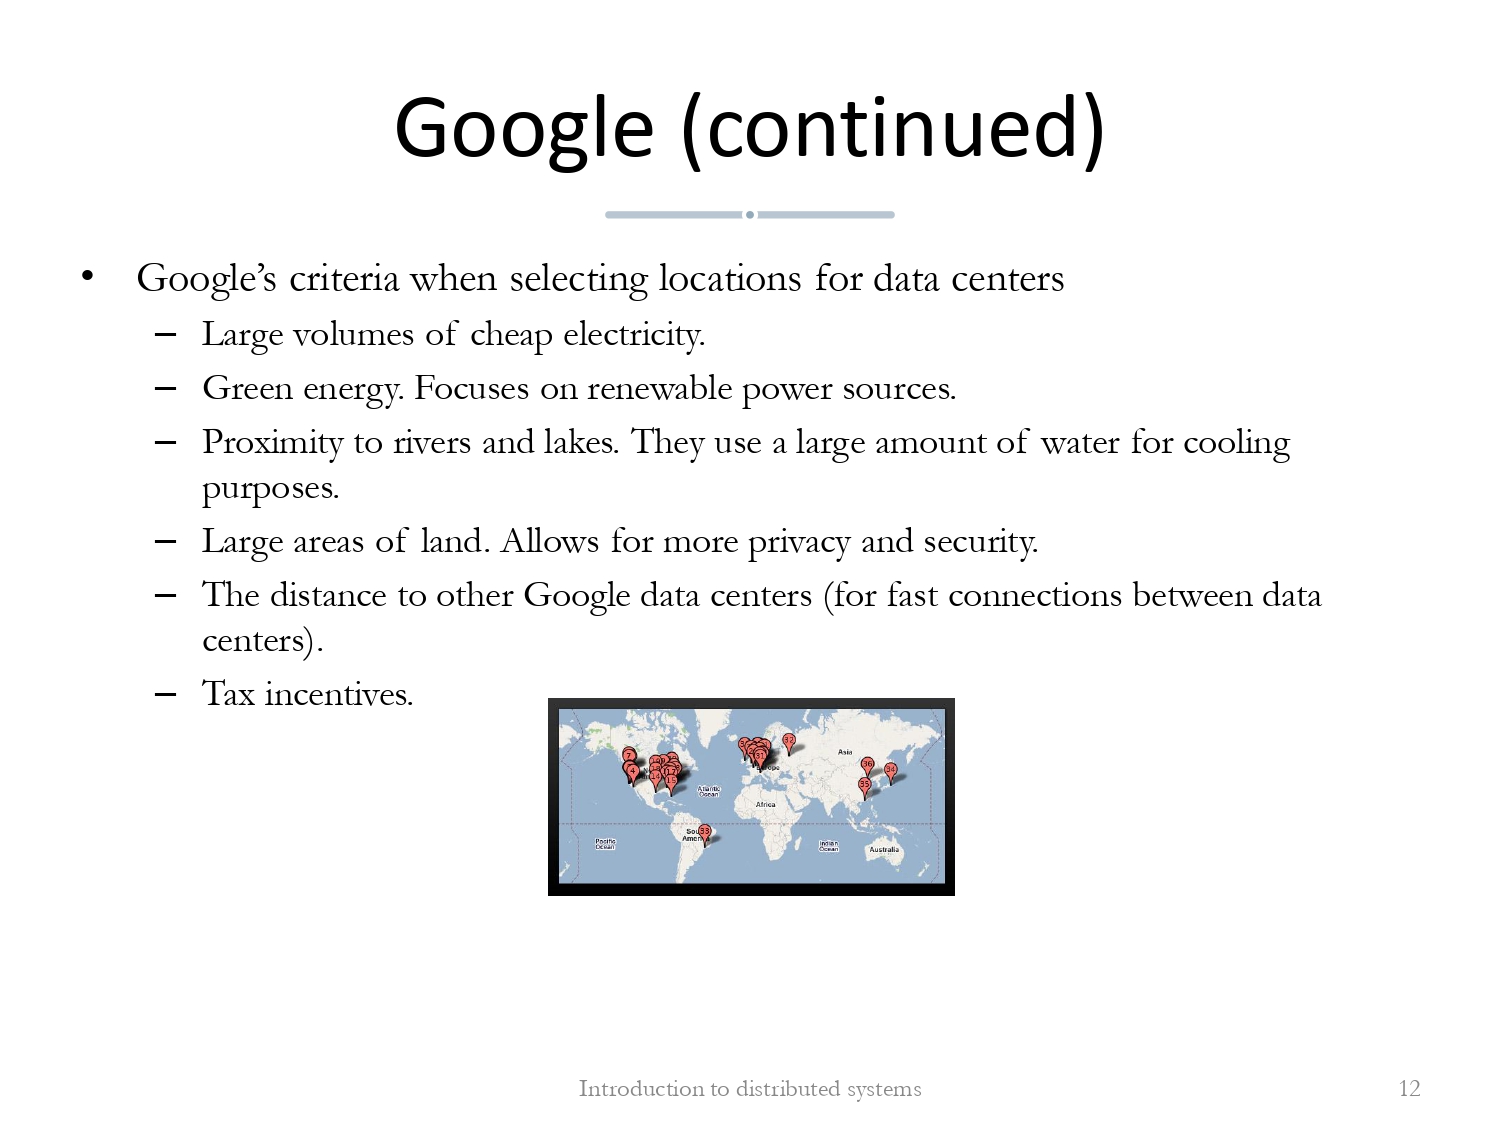 Google (continued)
• Google’s criteria when selecting locations for data centers
– Large volumes of cheap electricity.
– Green energy. Focuses on renewable power sources.
– Proximity to rivers and lakes. They use a large amount of water for cooling
purposes.
– Large areas of land. Allows for more privacy and security.
– The distance to other Google data centers (for fast connections between data
centers).
– Tax incentives.
32
Asia
7
31
36
34
4
35
Atlantic
Ocean
Africa
33
Pacific
Ocean
Indian
Ocean
Australia
Introduction to distributed systems
12